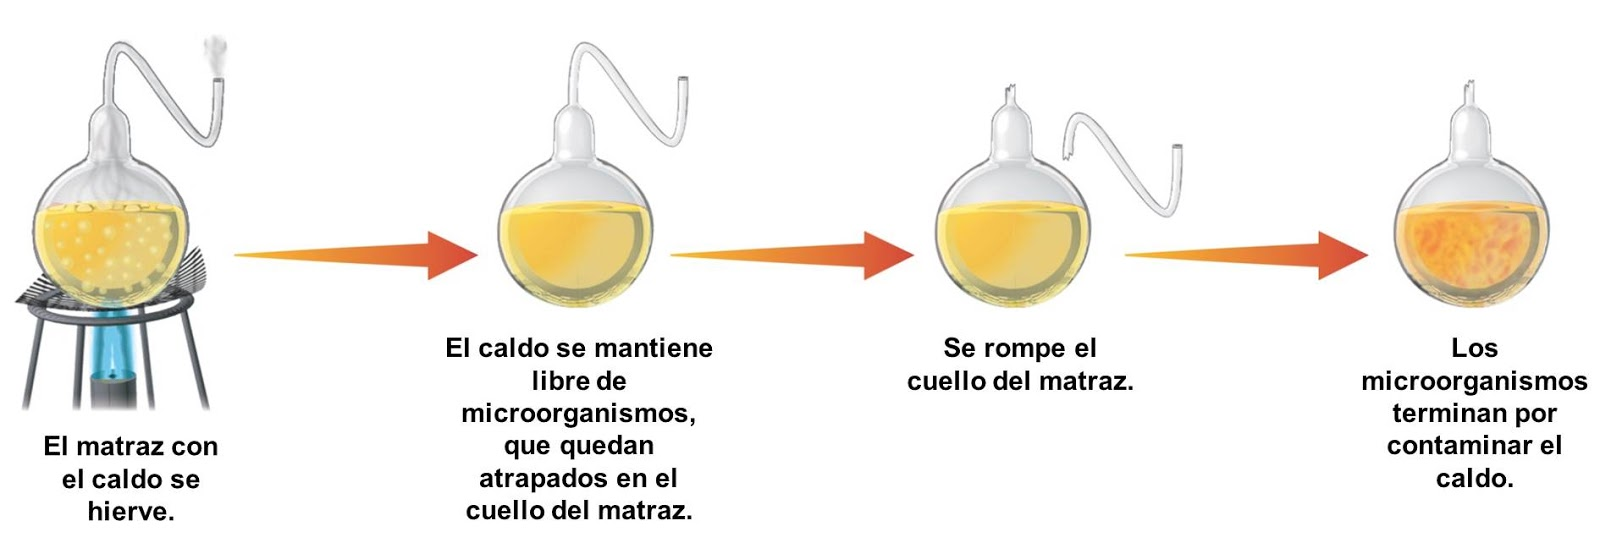 El matraz con
el caldo se
hierve.
El caldo se mantiene
libre de
microorganismos,
que quedan
atrapados en el
cuello del matraz.
Se rompe el
cuello del matraz.
Los
microorganismos
terminan por
contaminar el
caldo.